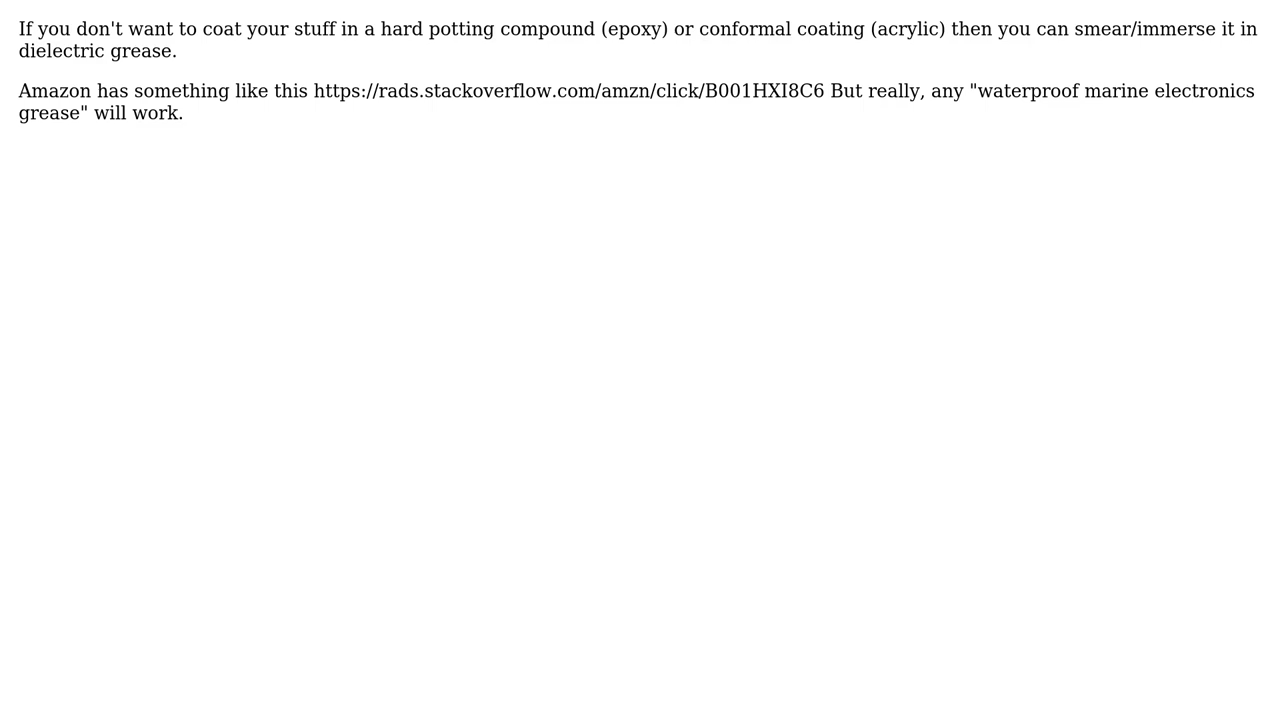 If you don't want to coat your stuff in a hard potting compound (epoxy) or conformal coating (acrylic) then you can smear/immerse it in
dielectric grease.
Amazon has something like this https://rads.stackoverflow.com/amzn/click/B001HXI8C6 But really, any "waterproof marine electronics
grease" will work.